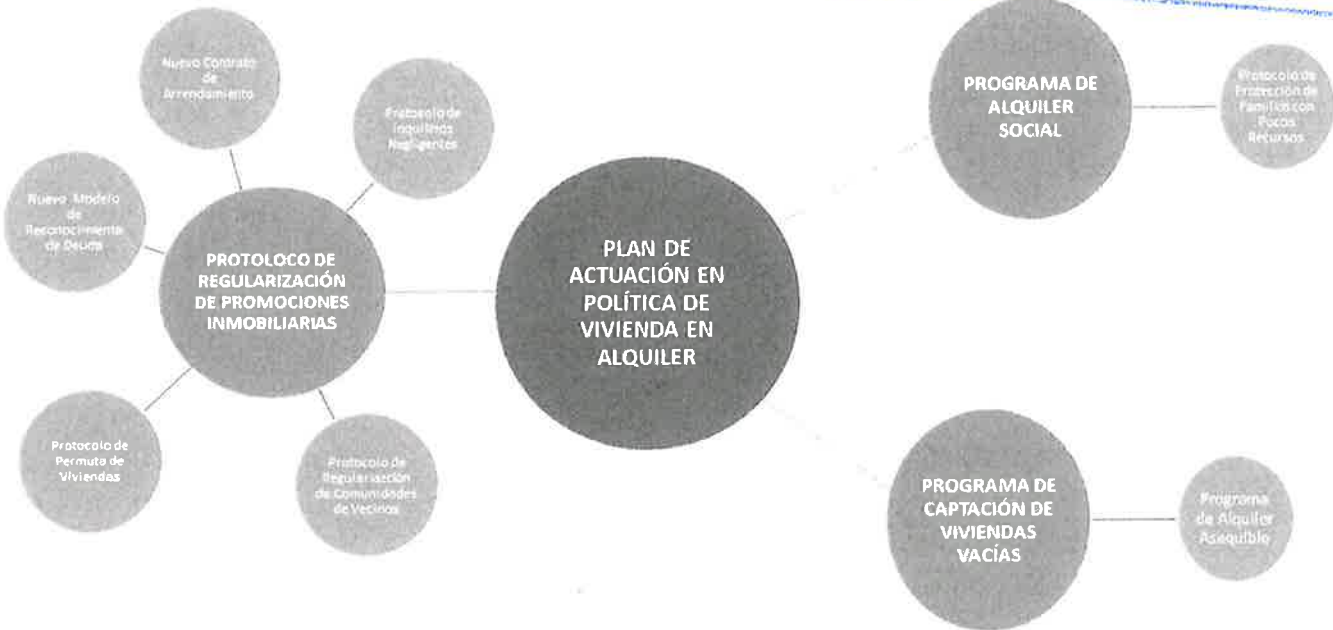 Nuevo Contrato
de
Arrendamiento
Protocolo de
Inquilinos
Negligentes
Nuevo Modelo
de
Reconocimiento
de Deuda
PROTOLOCO DE
REGULARIZACIÓN
DE PROMOCIONES
INMOBILIARIAS
Protocolo de
Permuta de
Viviendas
Protocolo de
Regularización
de Comunidades
de Vecinos
PLAN DE
ACTUACIÓN EN
POLÍTICA DE
VIVIENDA EN
ALQUILER
PROGRAMA DE
ALQUILER
SOCIAL
Protocolo de
Protección de
Familias con
Pocos
Recursos
PROGRAMA DE
CAPTACIÓN DE
VIVIENDAS
VACÍAS
Programa
de Alquiler
Asequible